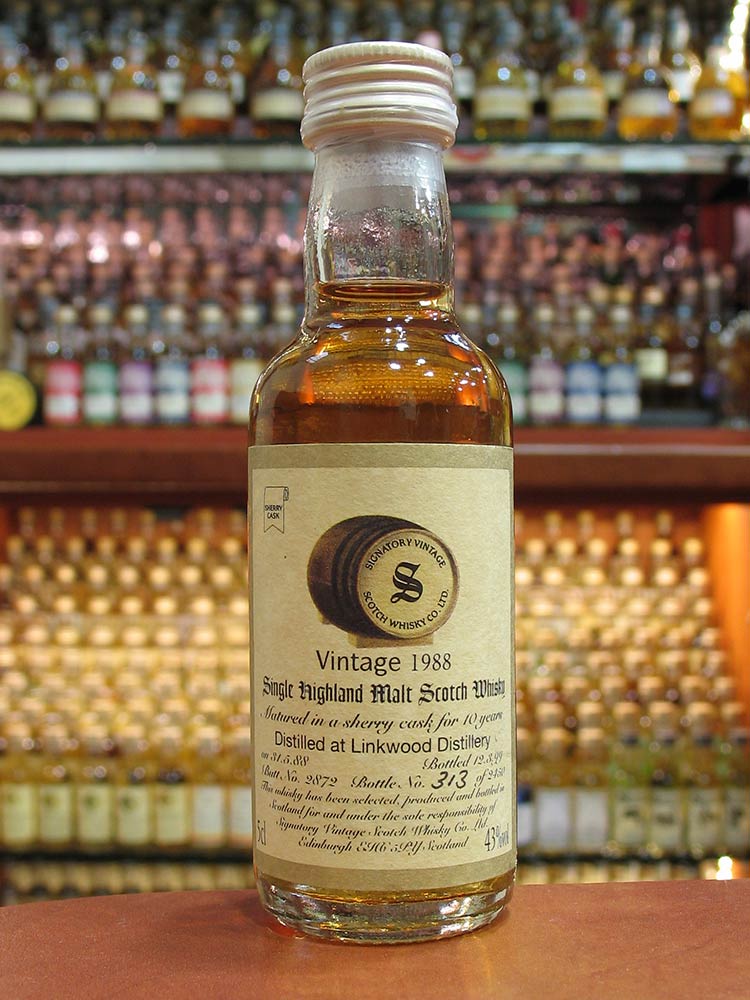 SHERRY
CASK
SIGNATORY VINTAGE
S
SCOTCH WHISKY CO. LTD.
Vintage 1988
Single Highland Malt Scotch Whisky
Matured in a sherry cask for 10 years
Distilled at Linkwood Distillery
on 31.5.88 Bottled 12.3.99
Butt No. 2872 Bottle No. 313 of 2450
This whisky has been selected, produced and bottled in
Scotland for and under the sole responsibility of
Signatory Vintage Scotch Whisky Co. Ltd.
Edinburgh EH6 5PY Scotland
5cl 43%vol